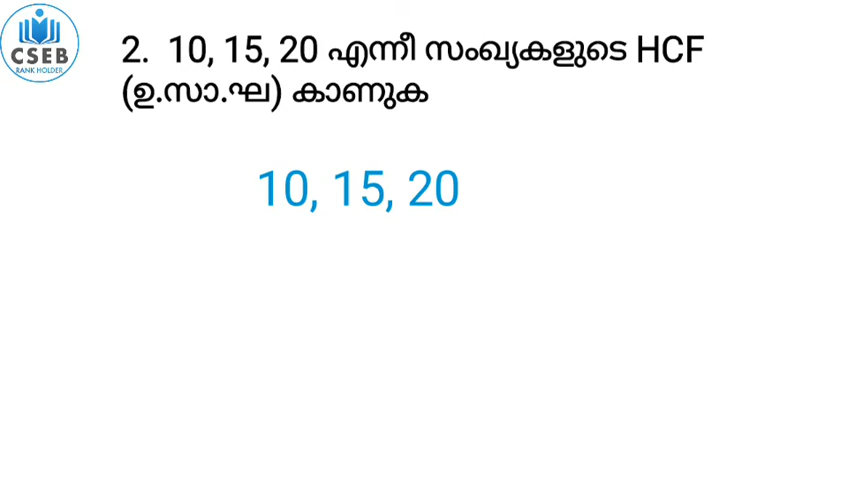 CSEB
RANK HOLDER
2. 10, 15, 20 എന്നീ സംഖ്യകളുടെ HCF
(ഉ.സാ.ഘ) കാണുക
10, 15, 20